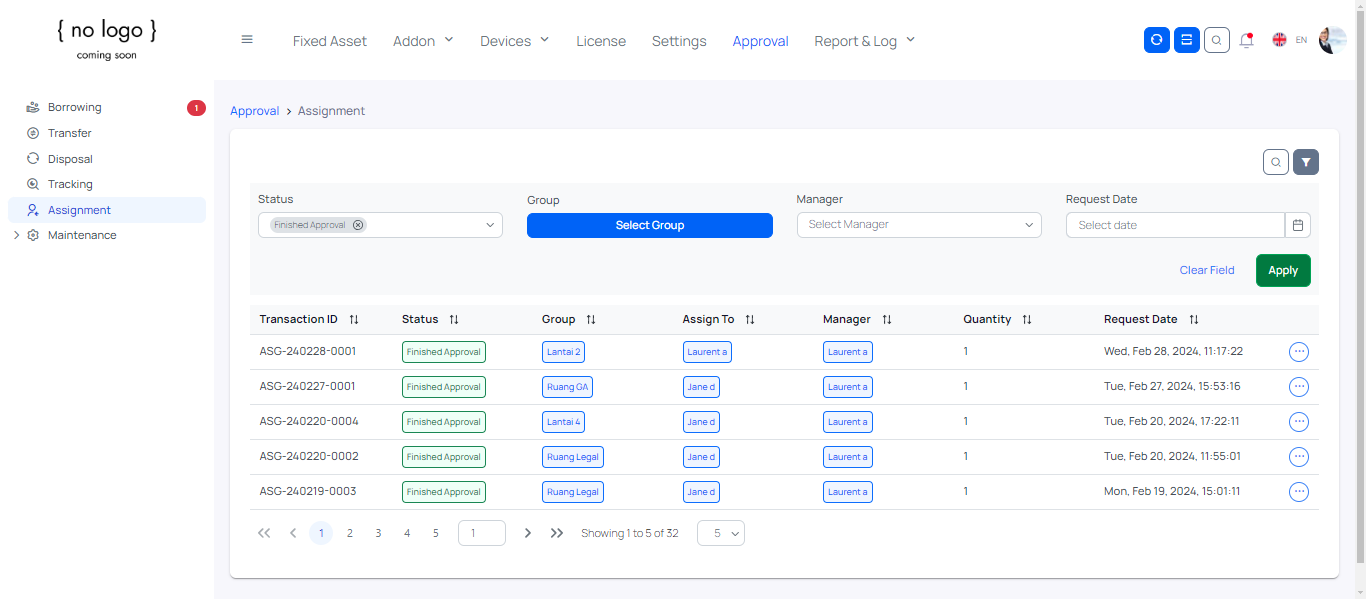 { no logo }
coming soon
Fixed Asset Addon Devices License Settings Approval Report & Log EN
Borrowing 1
Transfer
Disposal
Tracking
Assignment
Maintenance
Approval > Assignment
Status Group Manager Request Date
Finished Approval Select Group Select Manager Select date
Clear Field Apply
Transaction ID Status Group Assign To Manager Quantity Request Date
ASG-240228-0001 Finished Approval Lantai 2 Laurent a Laurent a 1 Wed, Feb 28, 2024, 11:17:22
ASG-240227-0001 Finished Approval Ruang GA Jane d Laurent a 1 Tue, Feb 27, 2024, 15:53:16
ASG-240220-0004 Finished Approval Lantai 4 Jane d Laurent a 1 Tue, Feb 20, 2024, 17:22:11
ASG-240220-0002 Finished Approval Ruang Legal Jane d Laurent a 1 Tue, Feb 20, 2024, 11:55:01
ASG-240219-0003 Finished Approval Ruang Legal Jane d Laurent a 1 Mon, Feb 19, 2024, 15:01:11
1 2 3 4 5 1 Showing 1 to 5 of 32 5